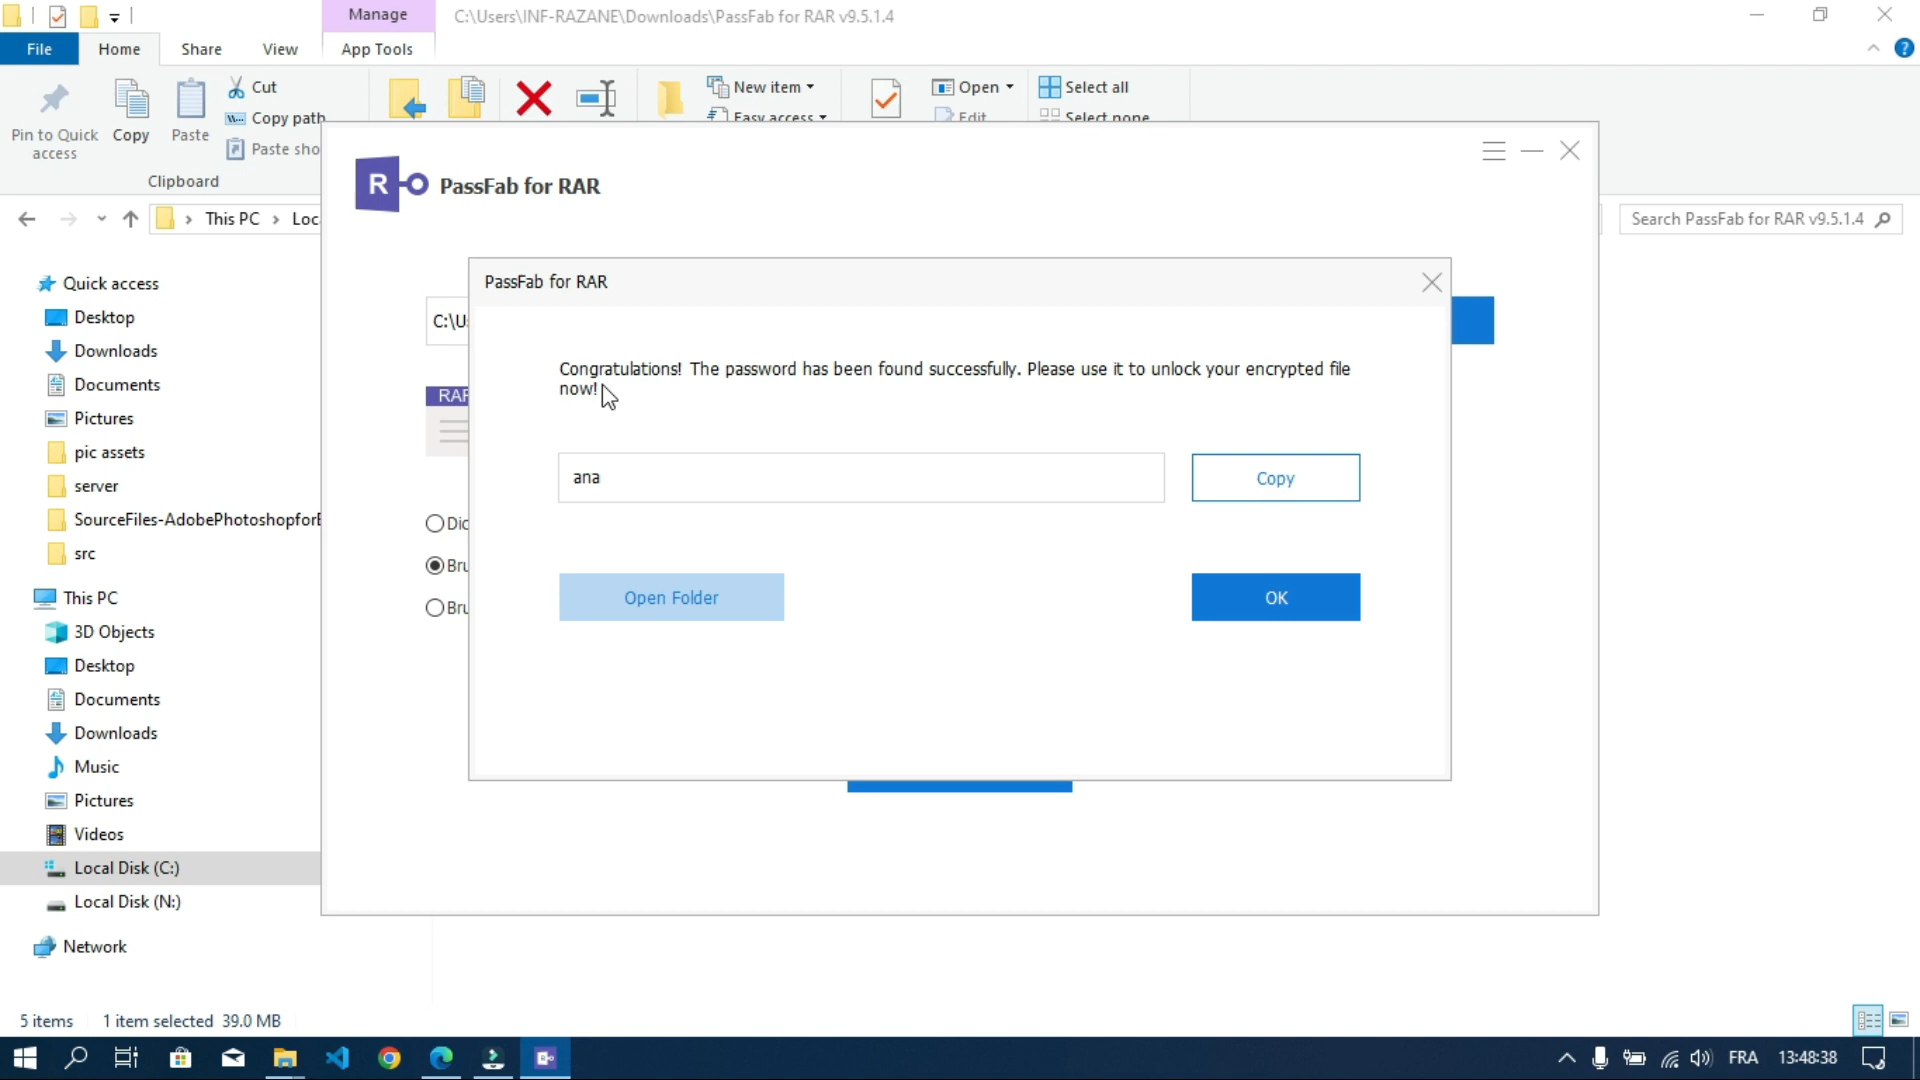 Manage
C:\Users\INF-RAZANE\Downloads\PassFab for RAR v9.5.1.4
File
Home
Share
View
App Tools
Pin to Quick access
Copy
Paste
Cut
Copy path
Paste sho
Clipboard
New item
Easy access
Open
Edit
Select all
Select none
This PC
Loc
Search PassFab for RAR v9.5.1.4
Quick access
Desktop
Downloads
Documents
Pictures
pic assets
server
SourceFiles-AdobePhotoshopforE
src
This PC
3D Objects
Desktop
Documents
Downloads
Music
Pictures
Videos
Local Disk (C:)
Local Disk (N:)
Network
R
PassFab for RAR
C:\Us
RAR
Dic
Bru
Bru
PassFab for RAR
Congratulations! The password has been found successfully. Please use it to unlock your encrypted file
now!
ana
Copy
Open Folder
OK
5 items
1 item selected 39.0 MB
FRA
13:48:38